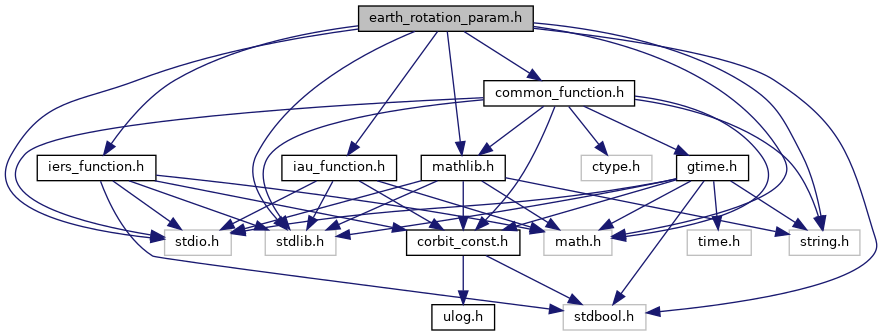 earth_rotation_param.h
common_function.h
iers_function.h
iau_function.h
mathlib.h
ctype.h
gtime.h
stdio.h
stdlib.h
corbit_const.h
math.h
time.h
string.h
ulog.h
stdbool.h